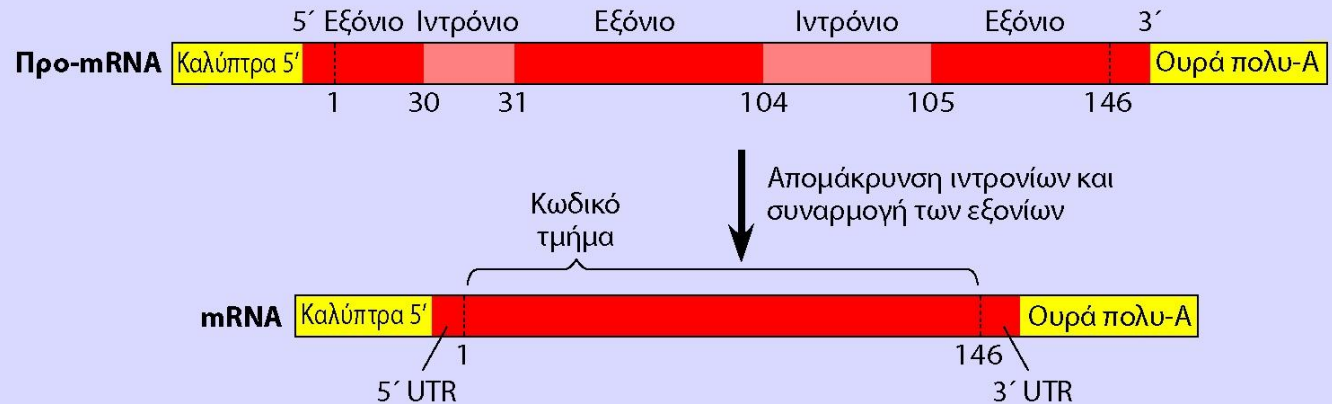 5´ Εξόνιο Ιντρόνιο Εξόνιο Ιντρόνιο Εξόνιο 3´
Προ-mRNA Καλύπτρα 5' Ουρά πολυ-Α
1 30 31 104 105 146
Απομάκρυνση ιντρονίων και
συναρμογή των εξονίων
Κωδικό
τμήμα
mRNA Καλύπτρα 5' Ουρά πολυ-Α
1 146
5´ UTR 3´ UTR